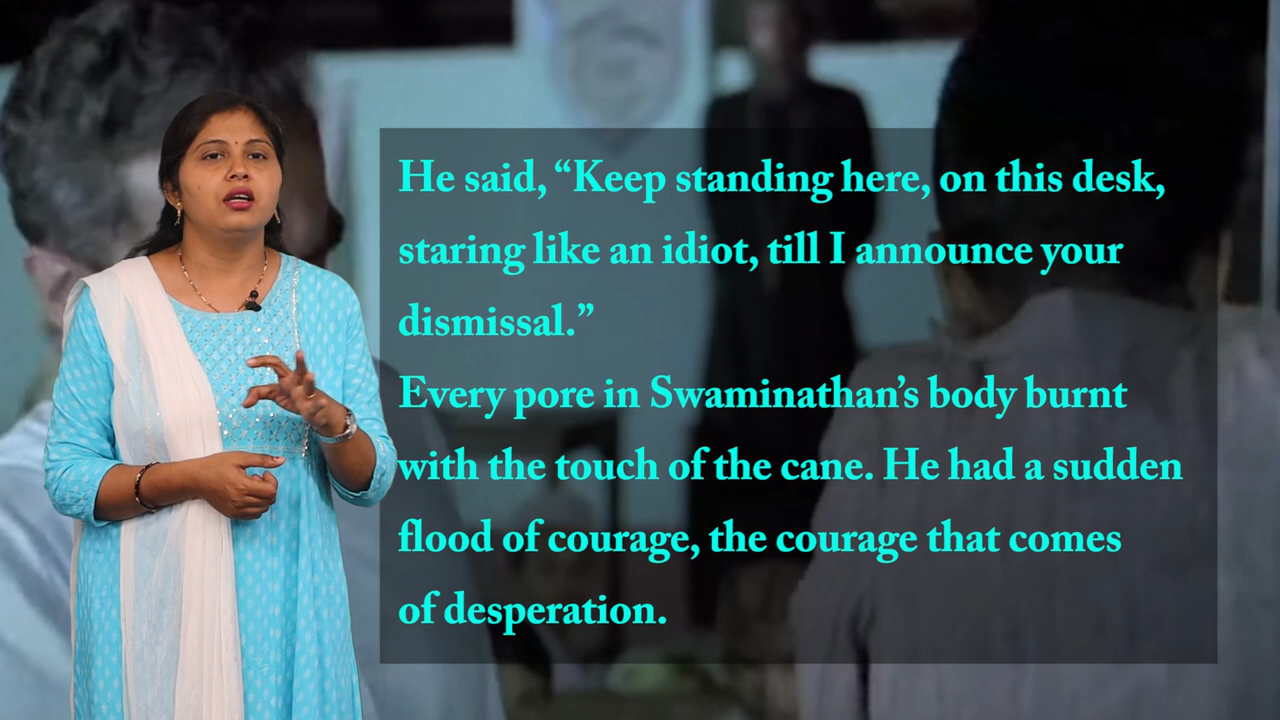 He said, “Keep standing here, on this desk,
staring like an idiot, till I announce your
dismissal.”
Every pore in Swaminathan’s body burnt
with the touch of the cane. He had a sudden
flood of courage, the courage that comes
of desperation.